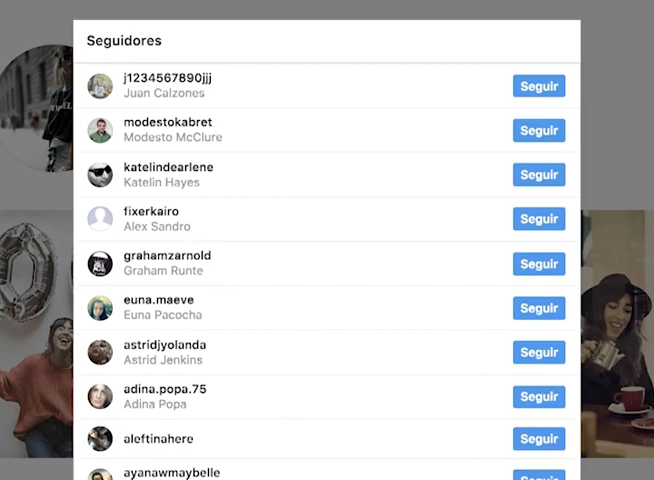 Seguidores
j1234567890jjj
Juan Calzones
Seguir
modestokabret
Modesto McClure
Seguir
katelindearlene
Katelin Hayes
Seguir
fixerkairo
Alex Sandro
Seguir
grahamzarnold
Graham Runte
Seguir
euna.maeve
Euna Pacocha
Seguir
astridjyolanda
Astrid Jenkins
Seguir
adina.popa.75
Adina Popa
Seguir
aleftinahere
Seguir
ayanawmaybelle
Seguir